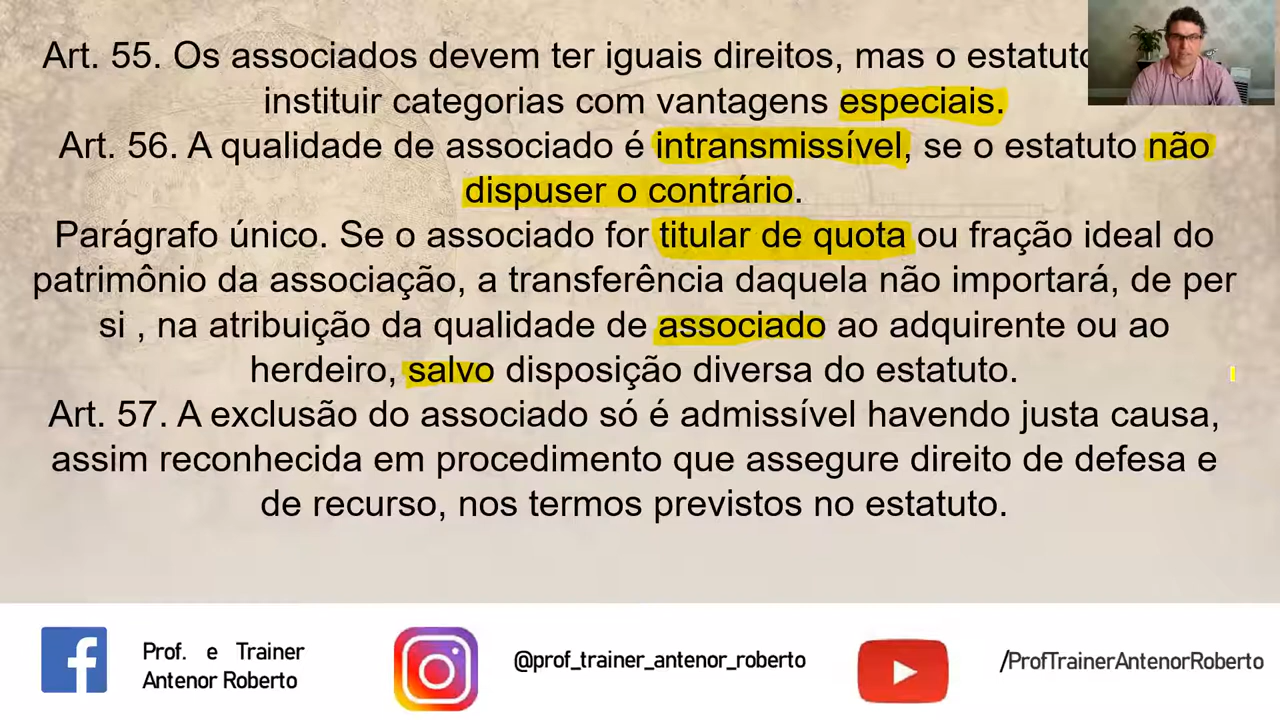 Art. 55. Os associados devem ter iguais direitos, mas o estatuto
instituir categorias com vantagens especiais.
Art. 56. A qualidade de associado é intransmissível, se o estatuto não
dispuser o contrário.
Parágrafo único. Se o associado for titular de quota ou fração ideal do
patrimônio da associação, a transferência daquela não importará, de per
si , na atribuição da qualidade de associado ao adquirente ou ao
herdeiro, salvo disposição diversa do estatuto.
Art. 57. A exclusão do associado só é admissível havendo justa causa,
assim reconhecida em procedimento que assegure direito de defesa e
de recurso, nos termos previstos no estatuto.
Prof. e Trainer
Antenor Roberto
@prof_trainer_antenor_roberto
/ProfTrainerAntenorRoberto